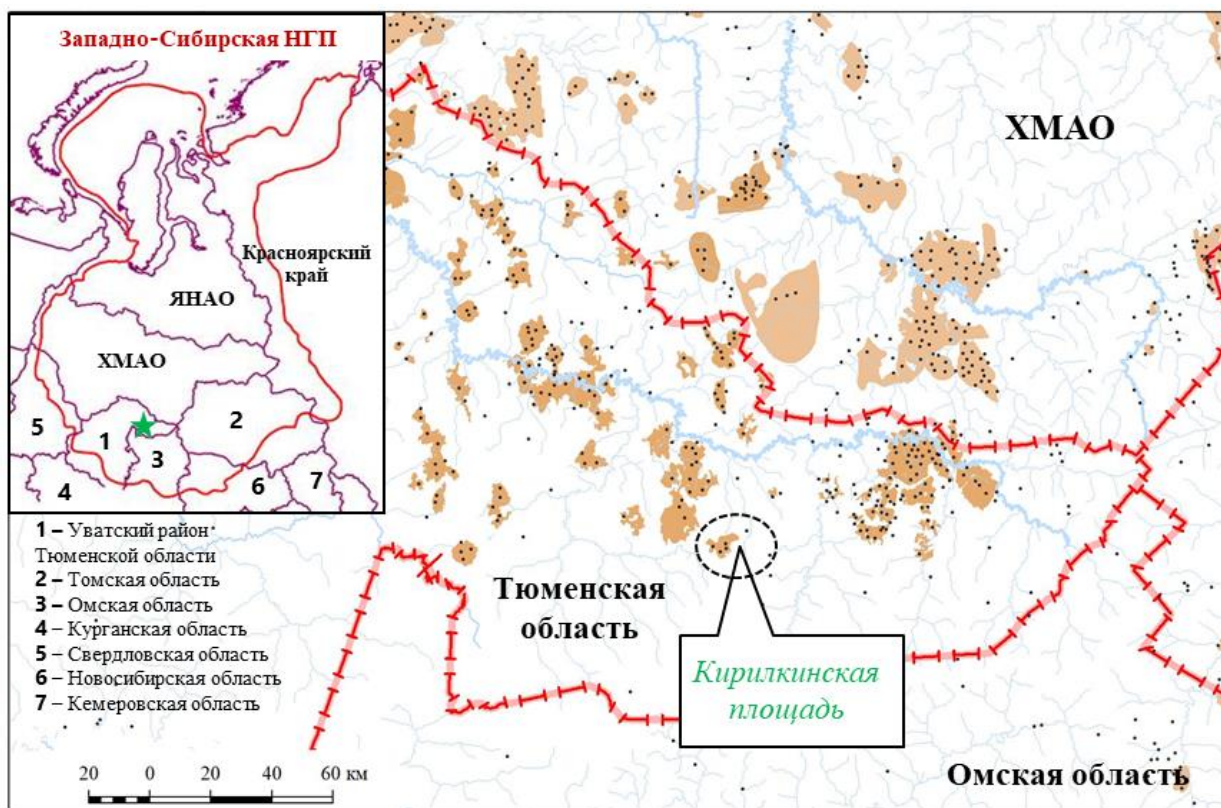 Западно-Сибирская НГП
Красноярский
край
ЯНАО
ХМАО
5
1
2
3
4
6
7
1 – Уватский район
Тюменской области
2 – Томская область
3 – Омская область
4 – Курганская область
5 – Свердловская область
6 – Новосибирская область
7 – Кемеровская область
20 0 20 40 60 км
ХМАО
Тюменская
область
Кирилкинская
площадь
Омская область